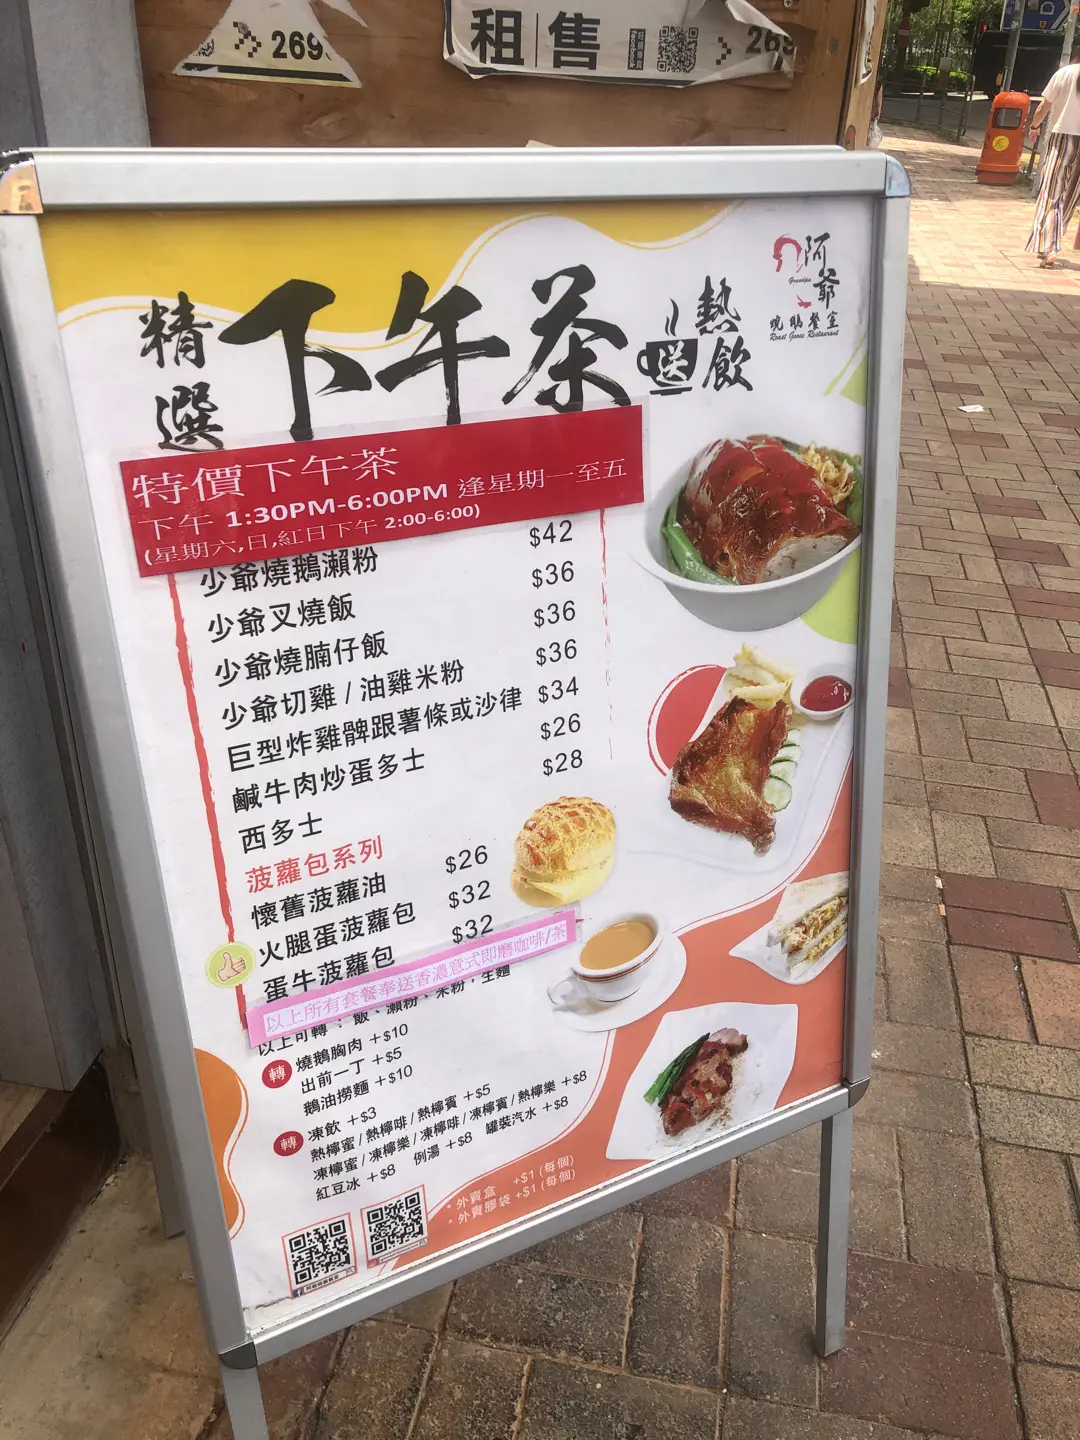 269
租|售
facebook
269
阿爺
Grandpa
燒鵝餐室
Roast Goose Restaurant
精選
下午茶
送
熱飲
特價下午茶
下午 1:30PM-6:00PM 逢星期一至五
(星期六,日,紅日下午 2:00-6:00)
少爺燒鵝瀨粉 $42
少爺叉燒飯 $36
少爺燒腩仔飯 $36
少爺切雞 / 油雞米粉 $36
巨型炸雞髀跟薯條或沙律 $34
鹹牛肉炒蛋多士 $26
西多士 $28
菠蘿包系列
懷舊菠蘿油 $26
火腿蛋菠蘿包 $32
蛋牛菠蘿包 $32
以上所有套餐奉送香濃意式即磨咖啡/茶
以上可轉：飯、瀨粉、米粉，生麵
轉 燒鵝胸肉 +$10
出前一丁 +$5
鵝油撈麵 +$10
轉 凍飲 +$3
熱檸蜜 / 熱檸啡 / 熱檸賓 +$5
凍檸蜜 / 凍檸樂 / 凍檸啡 / 凍檸賓 / 熱檸樂 +$8
紅豆冰 +$8 例湯 +$8 罐裝汽水 +$8
* 外賣盒 +$1 (每個)
* 外賣膠袋 +$1 (每個)